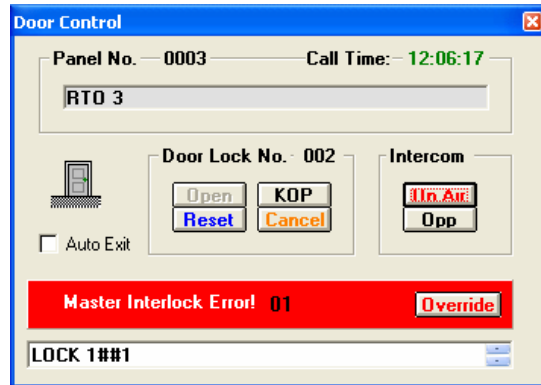 Door Control
Panel No. 0003 Call Time: 12:06:17
RTO 3
Door Lock No. 002 Intercom
Open KOP On Air
Reset Cancel Opp
Auto Exit
Master Interlock Error! 01 Override
LOCK 1##1